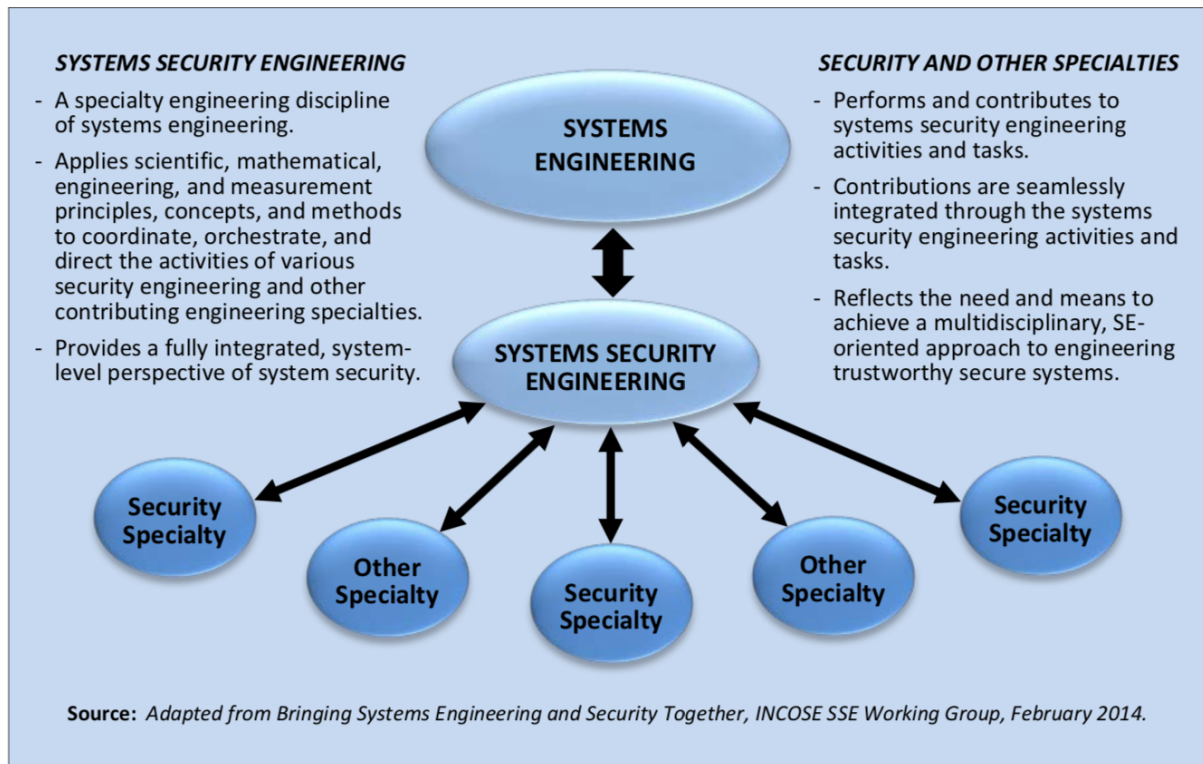 SYSTEMS SECURITY ENGINEERING
- A specialty engineering discipline
of systems engineering.
- Applies scientific, mathematical,
engineering, and measurement
principles, concepts, and methods
to coordinate, orchestrate, and
direct the activities of various
security engineering and other
contributing engineering specialties.
- Provides a fully integrated, system-
level perspective of system security.
SYSTEMS
ENGINEERING
SECURITY AND OTHER SPECIALTIES
- Performs and contributes to
systems security engineering
activities and tasks.
- Contributions are seamlessly
integrated through the systems
security engineering activities and
tasks.
- Reflects the need and means to
achieve a multidisciplinary, SE-
oriented approach to engineering
trustworthy secure systems.
SYSTEMS SECURITY
ENGINEERING
Security
Specialty
Other
Specialty
Security
Specialty
Other
Specialty
Security
Specialty
Source: Adapted from Bringing Systems Engineering and Security Together, INCOSE SSE Working Group, February 2014.